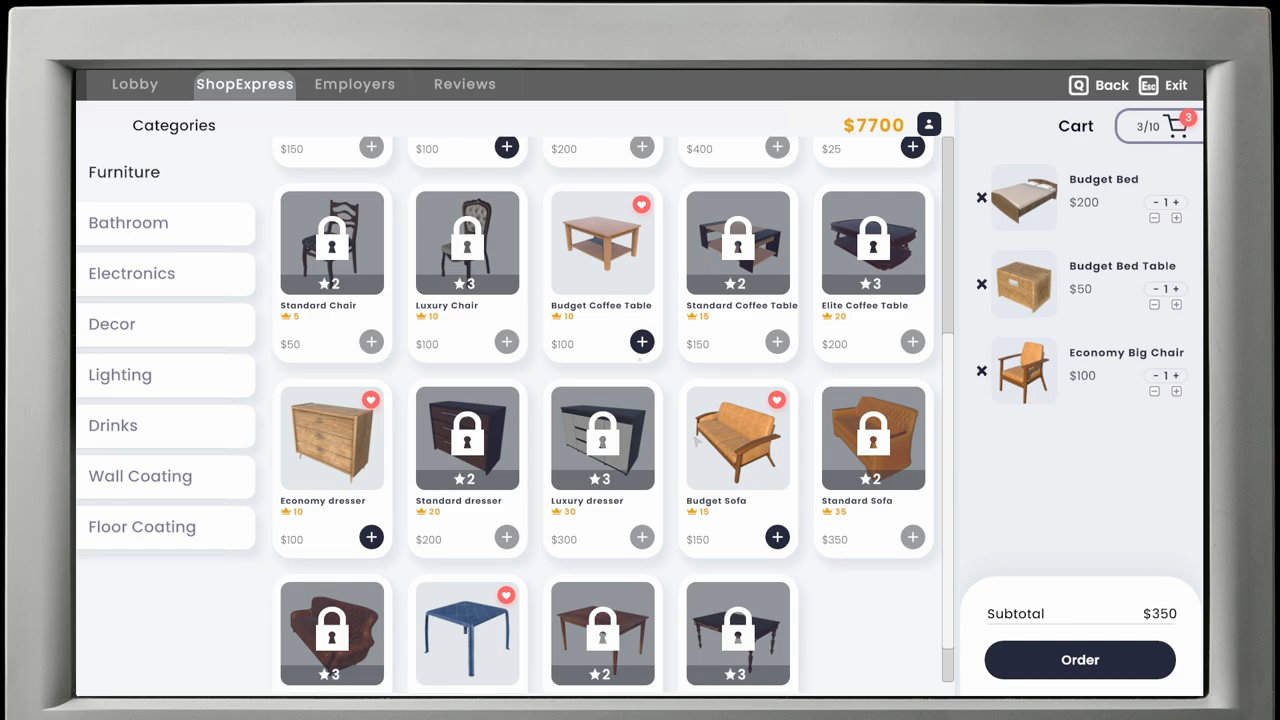 Lobby
ShopExpress
Employers
Reviews
Q Back Esc Exit
Categories
$7700
Cart
3/10
3
Furniture
Bathroom
Electronics
Decor
Lighting
Drinks
Wall Coating
Floor Coating
$150
$100
$200
$400
$25
2
Standard Chair
5
$50
3
Luxury Chair
10
$100
Budget Coffee Table
10
$100
2
Standard Coffee Table
15
$150
3
Elite Coffee Table
20
$200
Economy dresser
10
$100
2
Standard dresser
20
$200
3
Luxury dresser
30
$300
Budget Sofa
15
$150
2
Standard Sofa
35
$350
3
2
3
Budget Bed
$200
- 1 +
Budget Bed Table
$50
- 1 +
Economy Big Chair
$100
- 1 +
Subtotal $350
Order